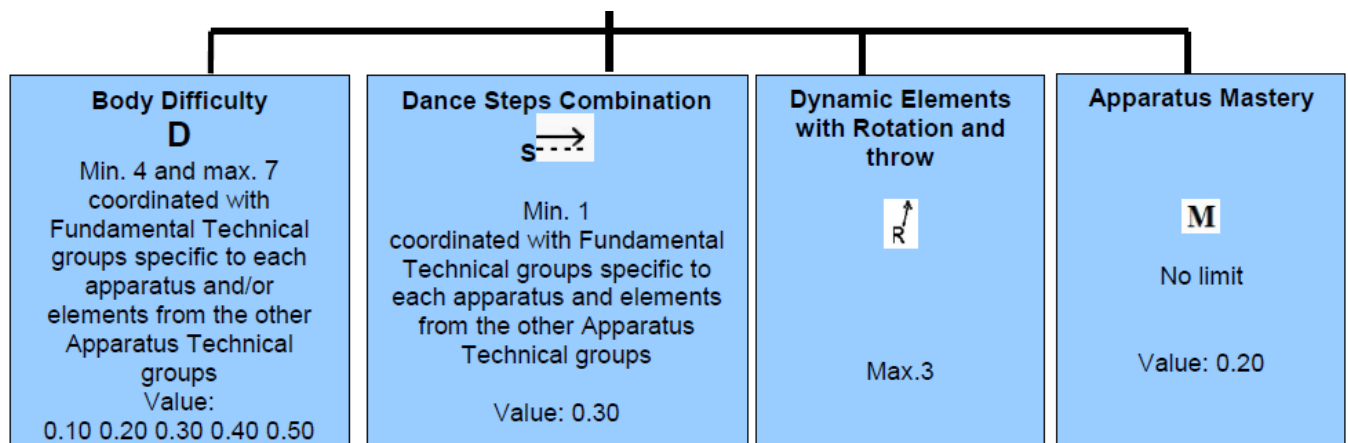 Body Difficulty
D
Min. 4 and max. 7
coordinated with
Fundamental Technical
groups specific to each
apparatus and/or
elements from the other
Apparatus Technical
groups
Value:
0.10 0.20 0.30 0.40 0.50
Dance Steps Combination
S
Min. 1
coordinated with Fundamental
Technical groups specific to
each apparatus and elements
from the other Apparatus
Technical groups
Value: 0.30
Dynamic Elements
with Rotation and
throw
R
Max.3
Apparatus Mastery
M
No limit
Value: 0.20